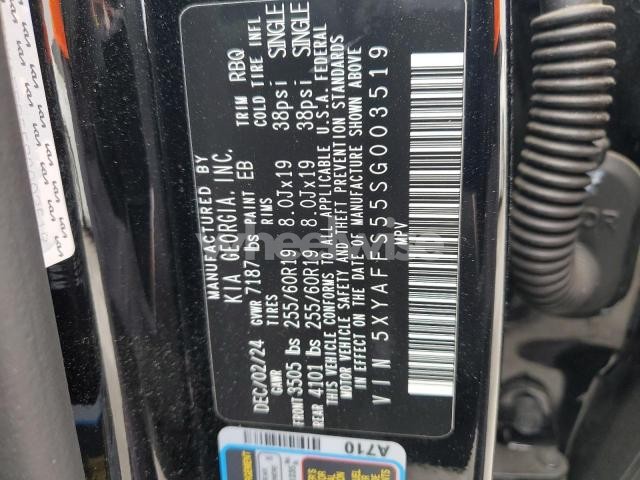 MANUFACTURED BY
KIA GEORGIA, INC.
DEC/02/24 GVWR 7187 LBS PAINT EB TRIM RBQ
GAWR TIRES RIMS COLD TIRE INFL
FRONT 3505 lbs 255/60R19 8.0Jx19 38psi SINGLE
REAR 4101 lbs 255/60R19 8.0Jx19 38psi SINGLE
THIS VEHICLE CONFORMS TO ALL APPLICABLE U.S.A. FEDERAL
MOTOR VEHICLE SAFETY AND THEFT PREVENTION STANDARDS
IN EFFECT ON THE DATE OF MANUFACTURE SHOWN ABOVE
VIN 5XYAFFS55SG003519
MPV
A710